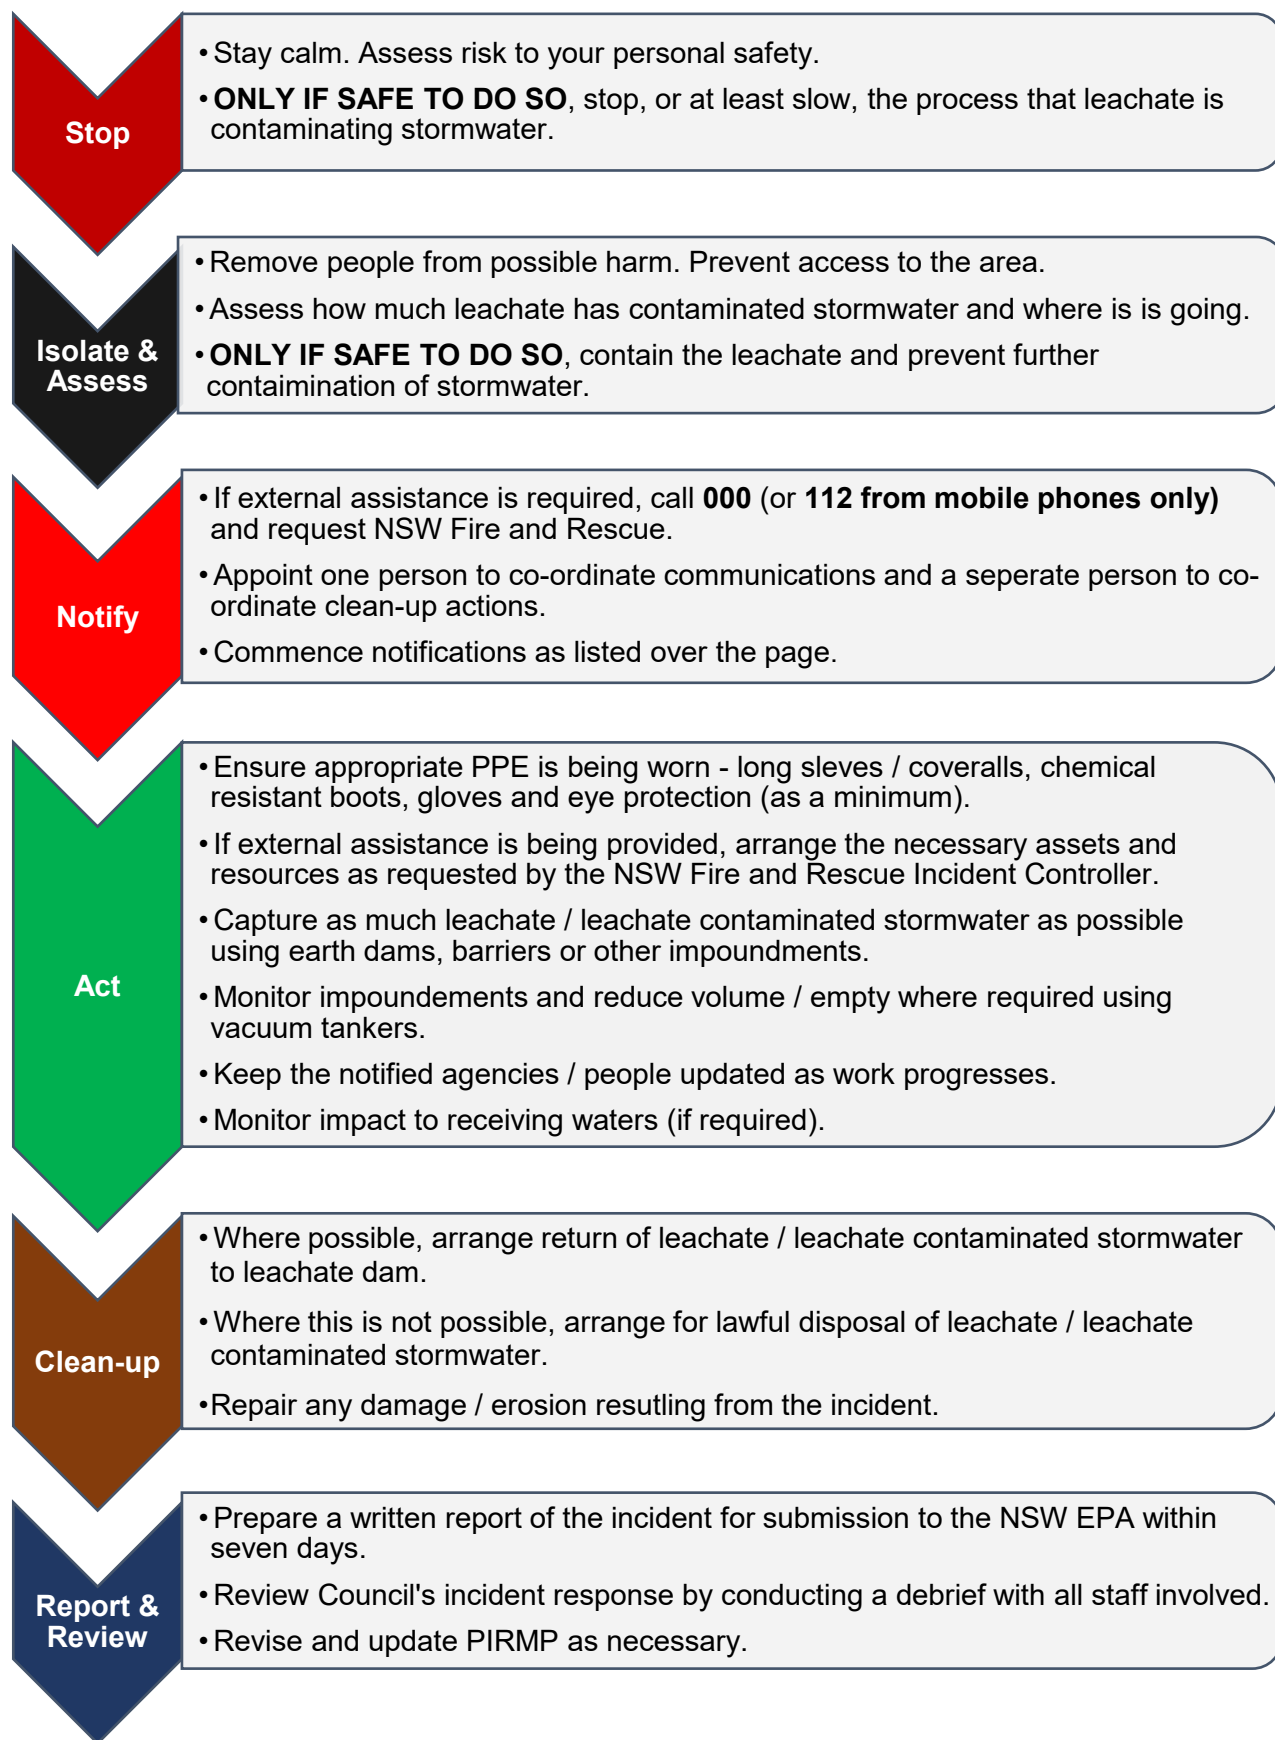 Stop
• Stay calm. Assess risk to your personal safety.
• ONLY IF SAFE TO DO SO, stop, or at least slow, the process that leachate is
contaminating stormwater.
Isolate &
Assess
• Remove people from possible harm. Prevent access to the area.
• Assess how much leachate has contaminated stormwater and where is is going.
• ONLY IF SAFE TO DO SO, contain the leachate and prevent further
contaimination of stormwater.
Notify
• If external assistance is required, call 000 (or 112 from mobile phones only)
and request NSW Fire and Rescue.
• Appoint one person to co-ordinate communications and a seperate person to co-
ordinate clean-up actions.
• Commence notifications as listed over the page.
Act
• Ensure appropriate PPE is being worn - long sleves / coveralls, chemical
resistant boots, gloves and eye protection (as a minimum).
• If external assistance is being provided, arrange the necessary assets and
resources as requested by the NSW Fire and Rescue Incident Controller.
• Capture as much leachate / leachate contaminated stormwater as possible
using earth dams, barriers or other impoundments.
• Monitor impoundements and reduce volume / empty where required using
vacuum tankers.
• Keep the notified agencies / people updated as work progresses.
• Monitor impact to receiving waters (if required).
Clean-up
• Where possible, arrange return of leachate / leachate contaminated stormwater
to leachate dam.
• Where this is not possible, arrange for lawful disposal of leachate / leachate
contaminated stormwater.
• Repair any damage / erosion resutling from the incident.
Report &
Review
• Prepare a written report of the incident for submission to the NSW EPA within
seven days.
• Review Council's incident response by conducting a debrief with all staff involved.
• Revise and update PIRMP as necessary.